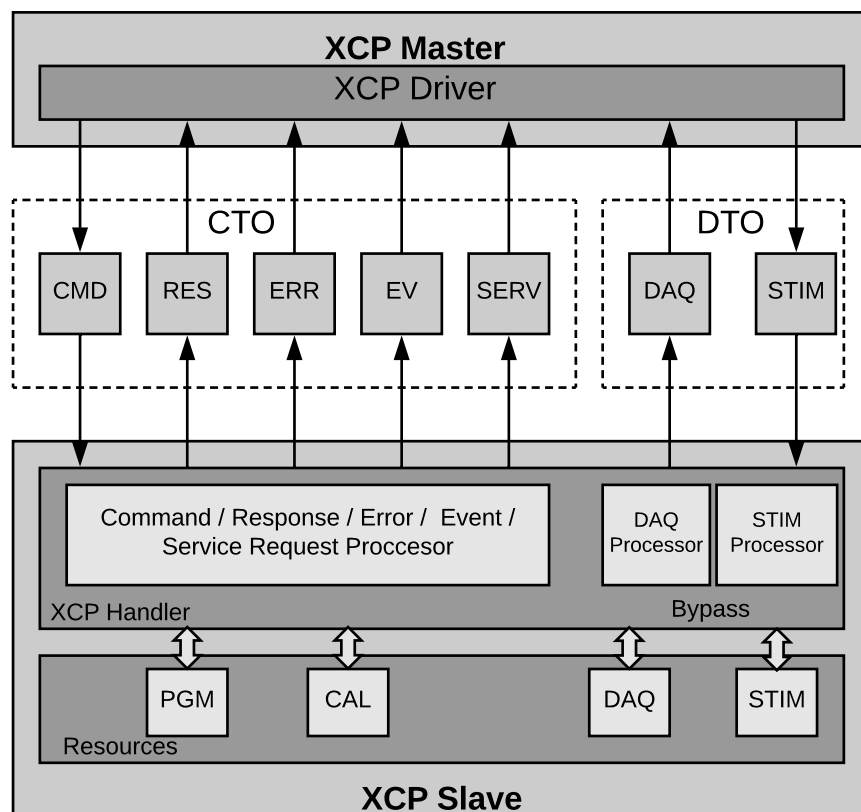 XCP Master
XCP Driver
CTO
DTO
CMD
RES
ERR
EV
SERV
DAQ
STIM
Command / Response / Error / Event /
Service Request Proccesor
DAQ
Processor
STIM
Processor
XCP Handler
Bypass
PGM
CAL
DAQ
STIM
Resources
XCP Slave